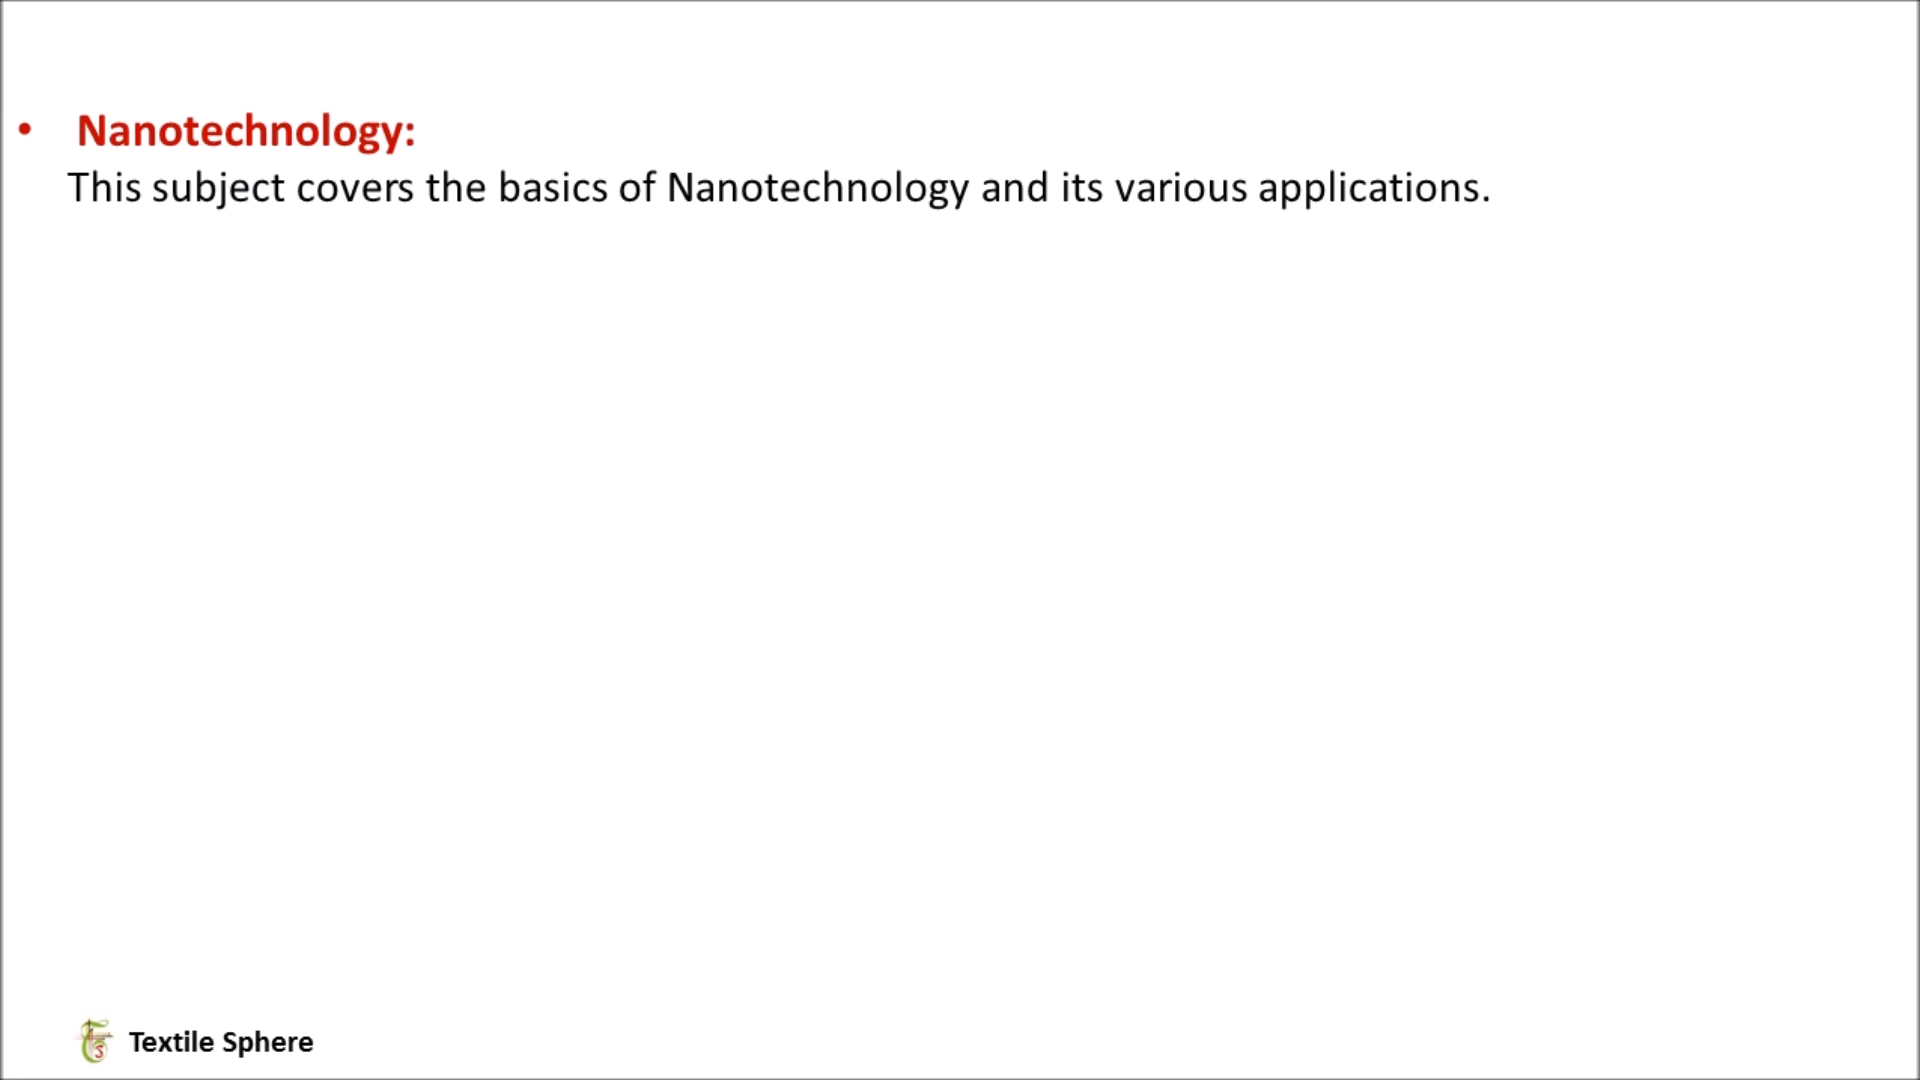 • Nanotechnology:
This subject covers the basics of Nanotechnology and its various applications.
Textile Sphere